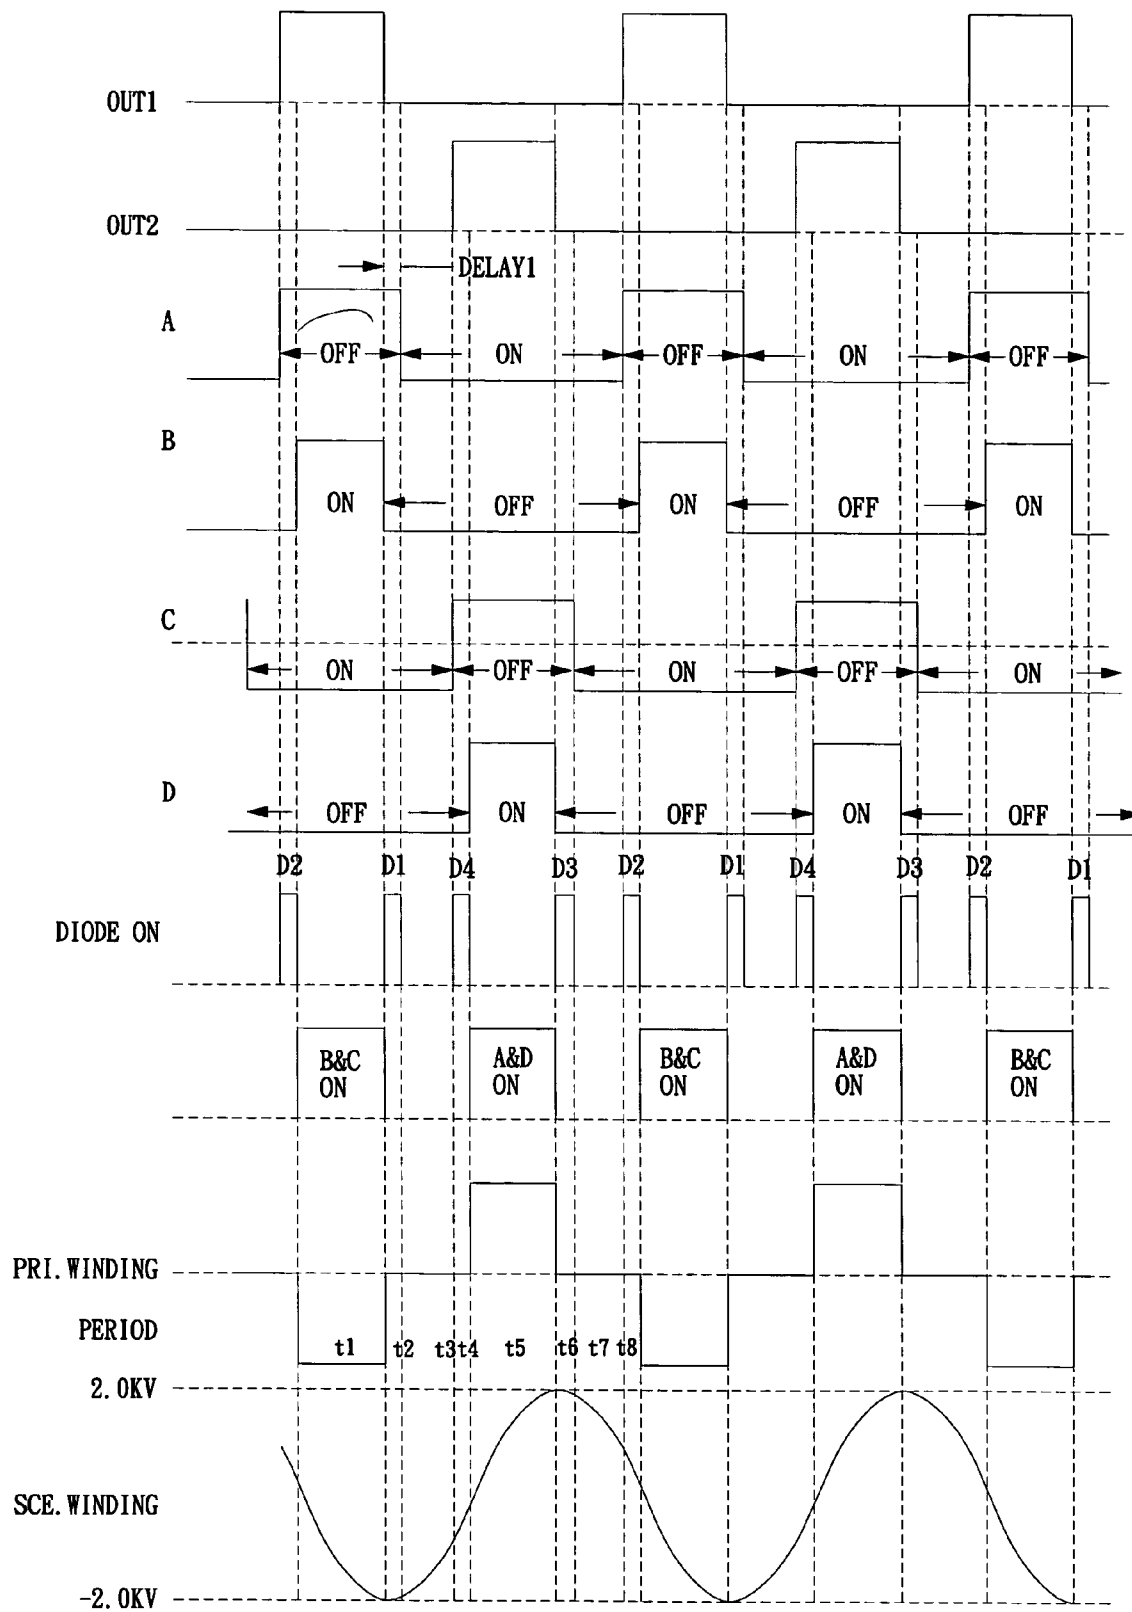 OUT1
OUT2
DELAY1
A
OFF ON OFF ON OFF
B
ON OFF ON OFF ON
C
ON OFF ON OFF ON
D
OFF ON OFF ON OFF
D2 D1 D4 D3 D2 D1 D4 D3 D2 D1
DIODE ON
B&C ON
A&D ON
B&C ON
A&D ON
B&C ON
PRI.WINDING
PERIOD
t1 t2 t3 t4 t5 t6 t7 t8
2.0KV
SCE.WINDING
-2.0KV